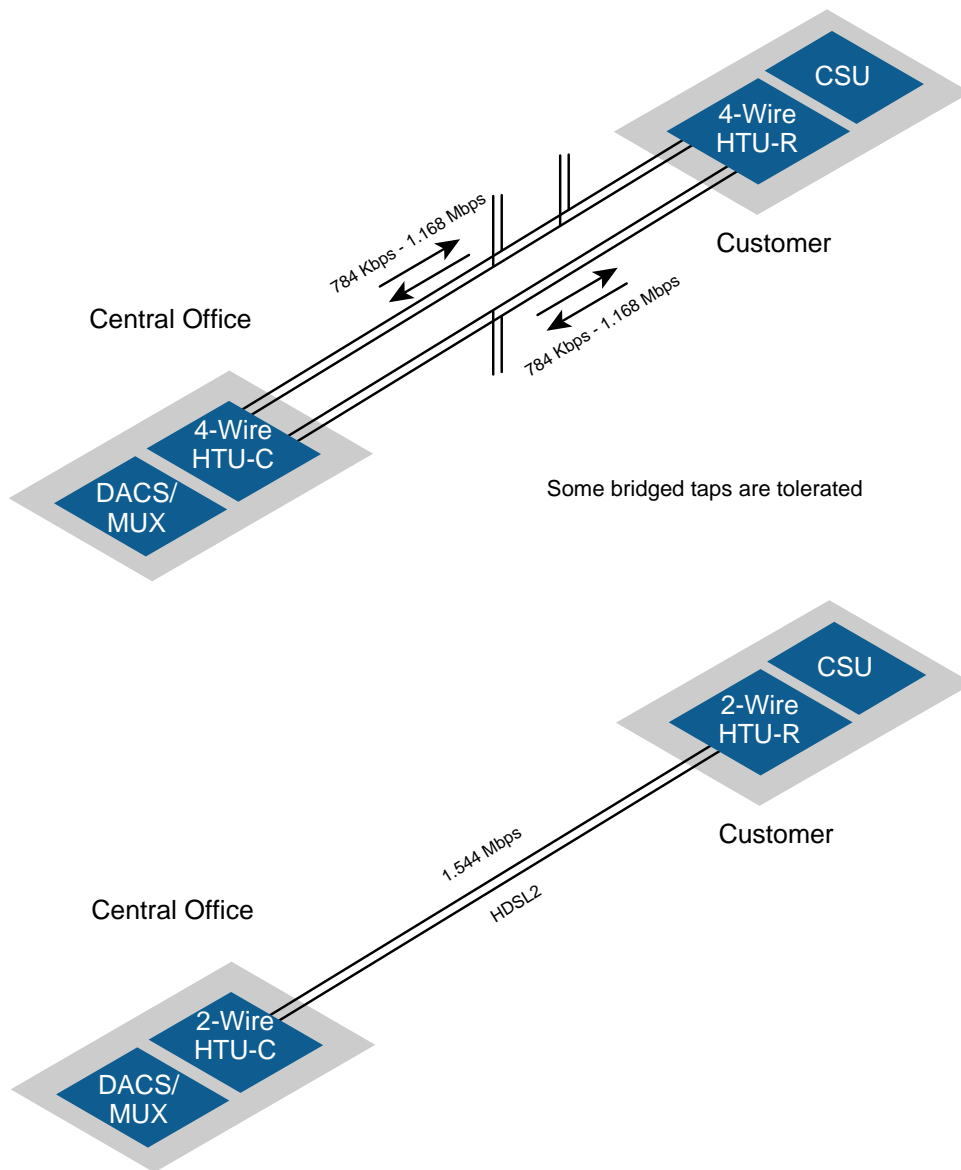 CSU
4-Wire
HTU-R
Customer
784 Kbps - 1.168 Mbps
784 Kbps - 1.168 Mbps
Central Office
4-Wire
HTU-C
DACS/
MUX
Some bridged taps are tolerated
CSU
2-Wire
HTU-R
Customer
1.544 Mbps
HDSL2
Central Office
2-Wire
HTU-C
DACS/
MUX